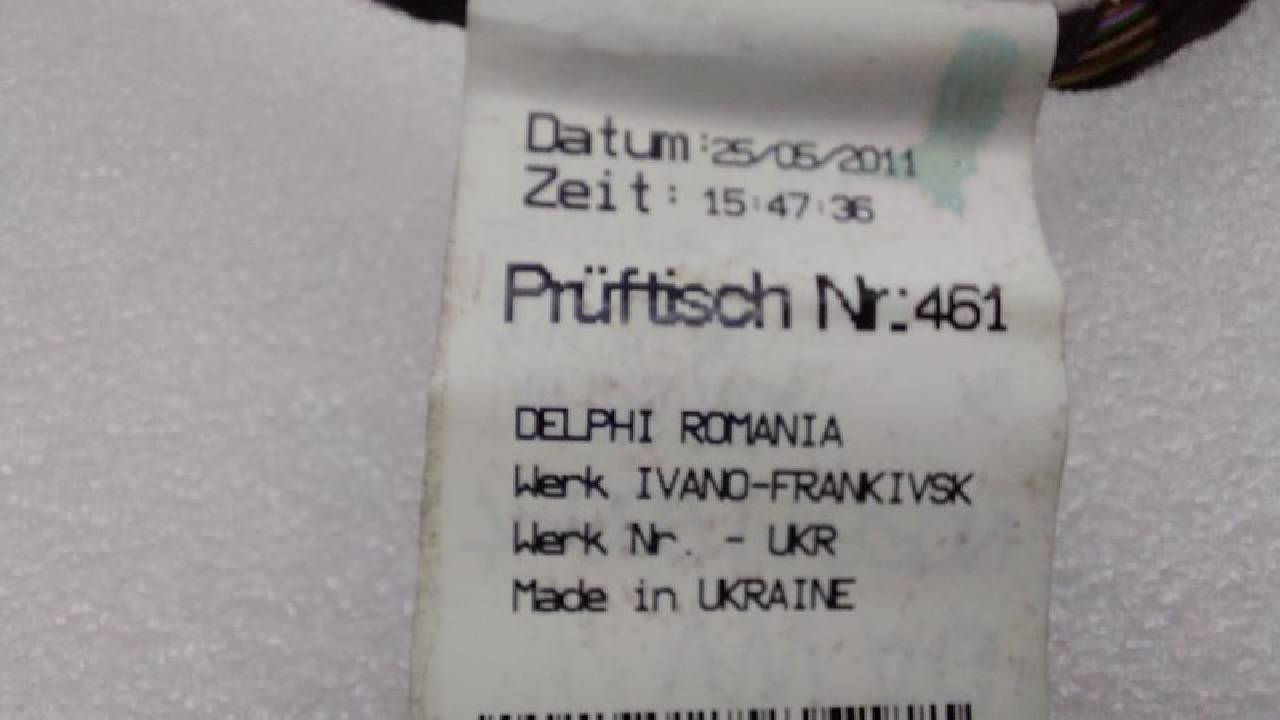 Datum:25/05/2011
Zeit: 15:47:36
Prüftisch Nr.:461
DELPHI ROMANIA
Werk IVANO-FRANKIVSK
Werk Nr. - UKR
Made in UKRAINE